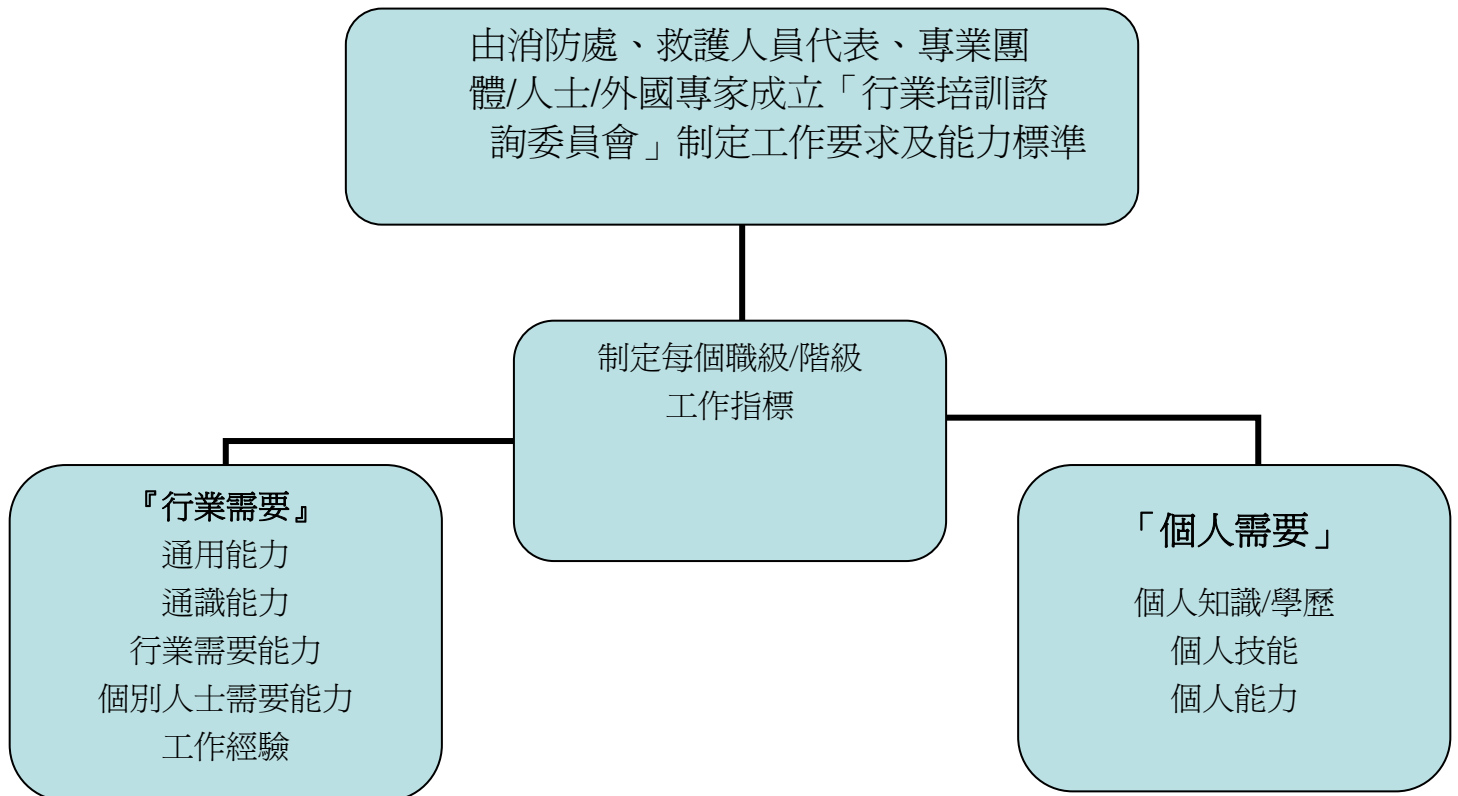 由消防處、救護人員代表、專業團
體/人士/外國專家成立「行業培訓諮
詢委員會」制定工作要求及能力標準
制定每個職級/階級
工作指標
『行業需要』
通用能力
通識能力
行業需要能力
個別人士需要能力
工作經驗
「個人需要」
個人知識/學歷
個人技能
個人能力